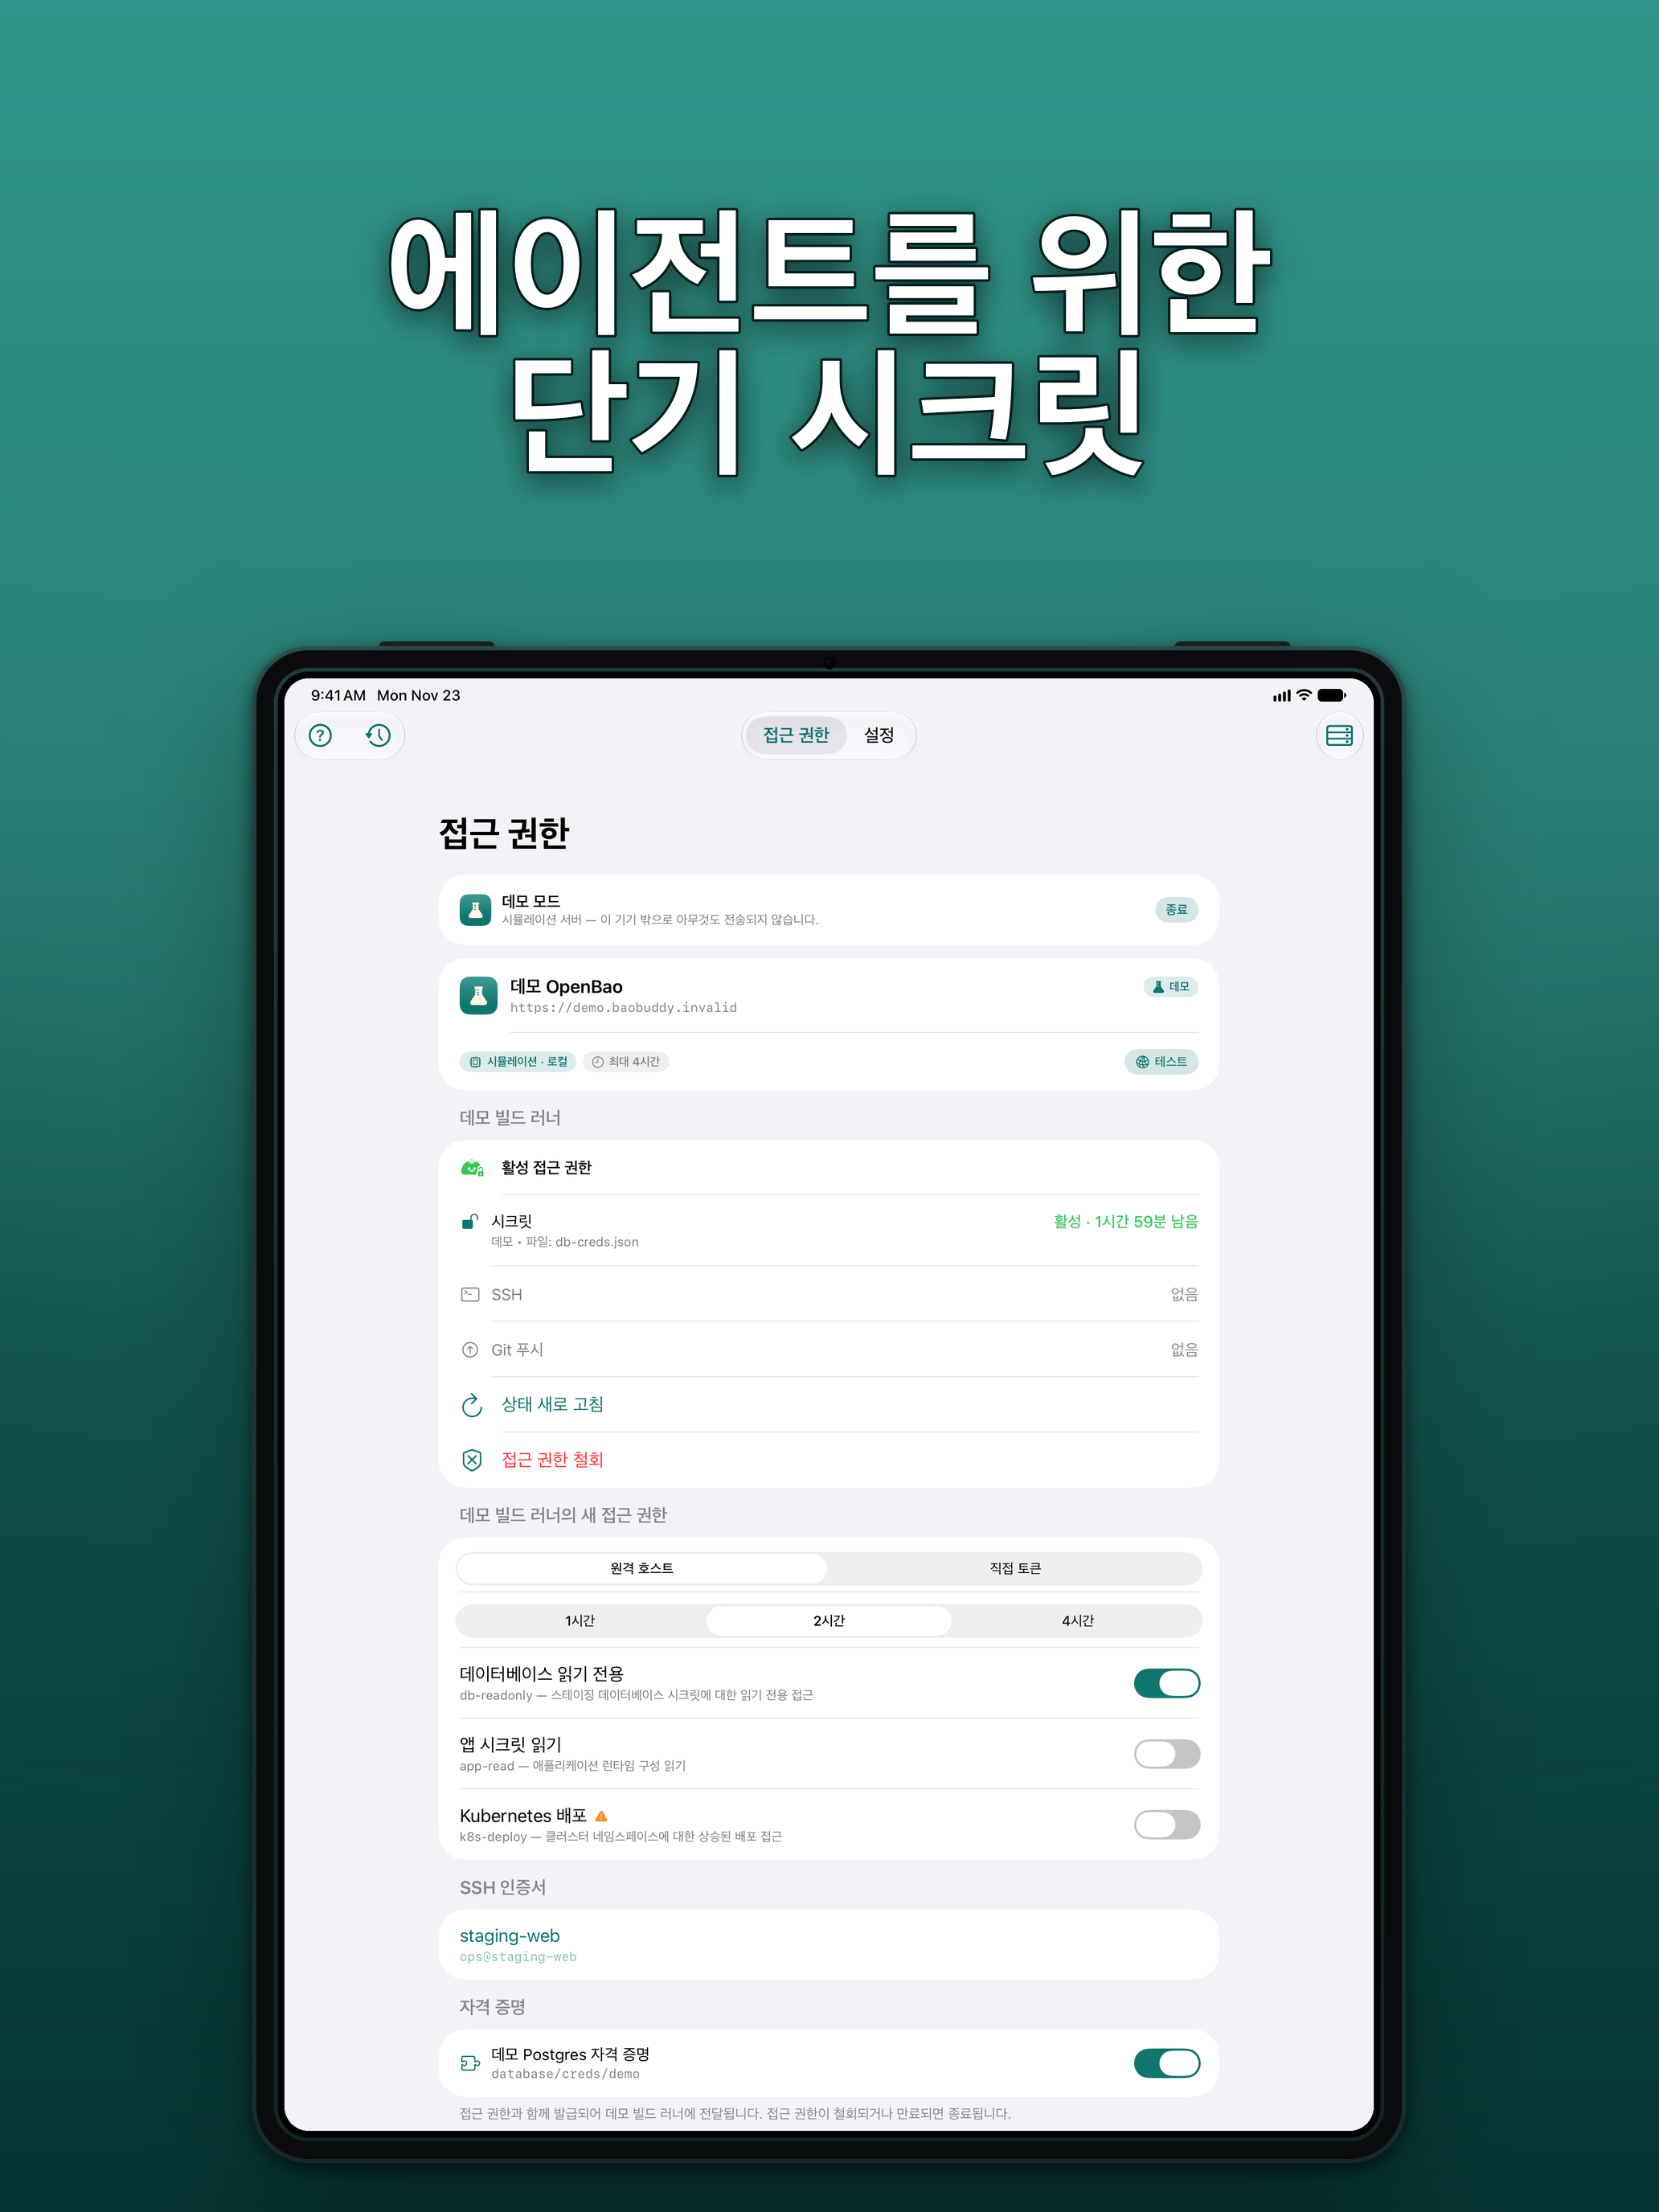 에이전트를 위한
단기 시크릿
9:41 AM Mon Nov 23
접근 권한 설정
접근 권한
데모 모드
시뮬레이션 서버 — 이 기기 밖으로 아무것도 전송되지 않습니다.
종료
데모 OpenBao
https://demo.baobuddy.invalid
데모
시뮬레이션 · 로컬
최대 4시간
테스트
데모 빌드 러너
활성 접근 권한
시크릿
데모 • 파일: db-creds.json
활성 · 1시간 59분 남음
SSH
없음
Git 푸시
없음
상태 새로 고침
접근 권한 철회
데모 빌드 러너의 새 접근 권한
원격 호스트 직접 토큰
1시간 2시간 4시간
데이터베이스 읽기 전용
db-readonly — 스테이징 데이터베이스 시크릿에 대한 읽기 전용 접근
앱 시크릿 읽기
app-read — 애플리케이션 런타임 구성 읽기
Kubernetes 배포
k8s-deploy — 클러스터 네임스페이스에 대한 상승된 배포 접근
SSH 인증서
staging-web
ops@staging-web
자격 증명
데모 Postgres 자격 증명
database/creds/demo
접근 권한과 함께 발급되어 데모 빌드 러너에 전달됩니다. 접근 권한이 철회되거나 만료되면 종료됩니다.